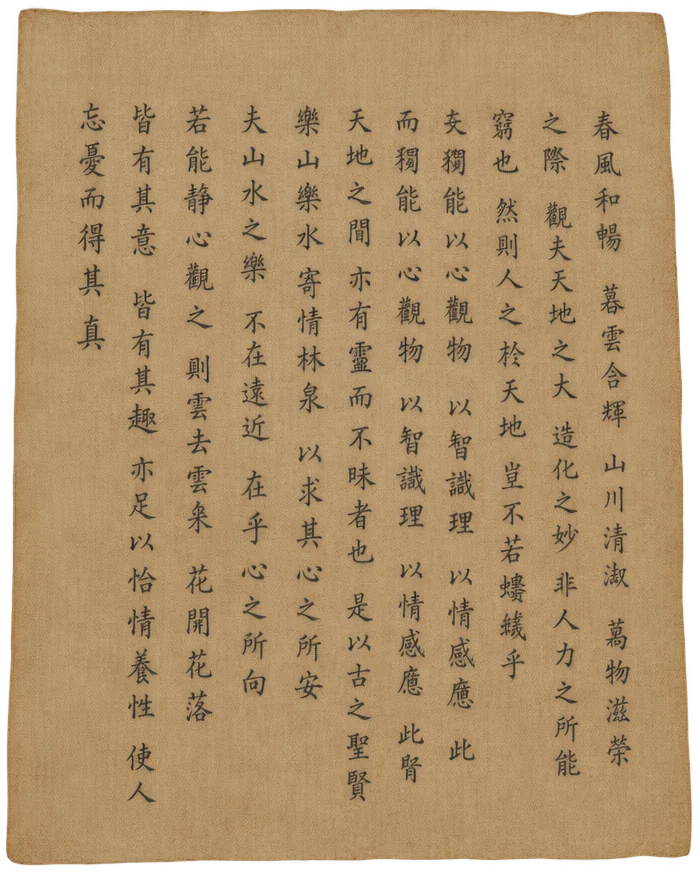 春風和暢 暮雲合輝 山川清淑 萬物滋榮
之際 觀夫天地之大 造化之妙 非人力之所能
窮也 然則人之於天地 豈不若螻蟻乎
能以心觀物 以智識理 以情感應 此
而獨能以心觀物 以智識理 以情感應 此
天地之間亦有靈而不昧者也 是以古之聖賢
樂山樂水寄情林泉 以求其心之所安
夫山水之樂 不在遠近 在乎心之所向
若能静心觀之 則雲去雲來 花開花落
皆有其意 皆有其趣 亦足以怡情養性 使人
忘憂而得其真